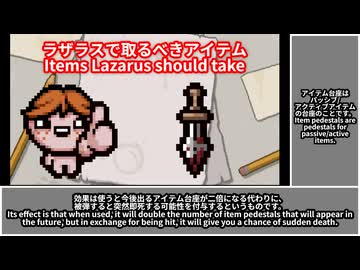 ラザラスで取るべきアイテム
Items Lazarus should take
アイテム台座は
パッシブ/
アクティブアイテム
の台座のことです。
Item pedestals are
pedestals for
passive/active
items.
効果は使うと今後出るアイテム台座が二倍になる代わりに、
被弾すると突然即死する可能性を付与するというものです。
Its effect is that when used, it will double the number of item pedestals that will appear in
the future, but in exchange for being hit, it will give you a chance of sudden death.